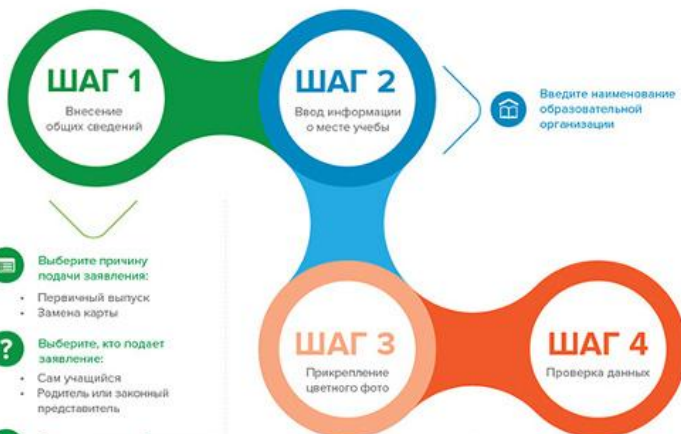 ШАГ 1
Внесение
общих сведений
ШАГ 2
Ввод информации
о месте учебы
Введите наименование
образовательной
организации
Выберите причину
подачи заявления:
• Первичный выпуск
• Замена карты
?
Выберите, кто подает
заявление:
• Сам учащийся
• Родитель или законный
представитель
ШАГ 3
Прикрепление
цветного фото
ШАГ 4
Проверка данных